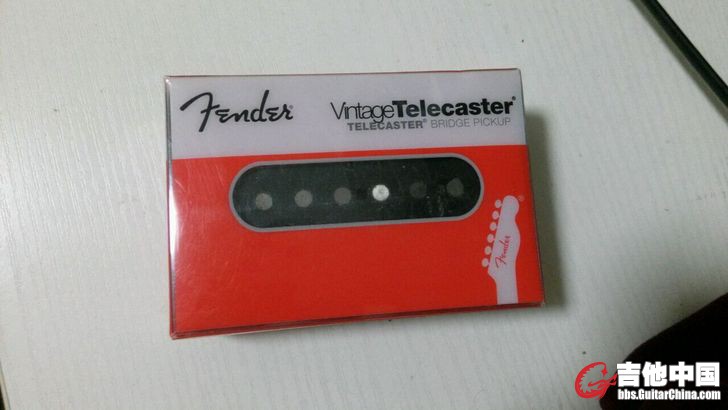 Fender®
VintageTelecaster®
TELECASTER® BRIDGE PICKUP
Fender
®
吉他中国
bbs.GuitarChina.com